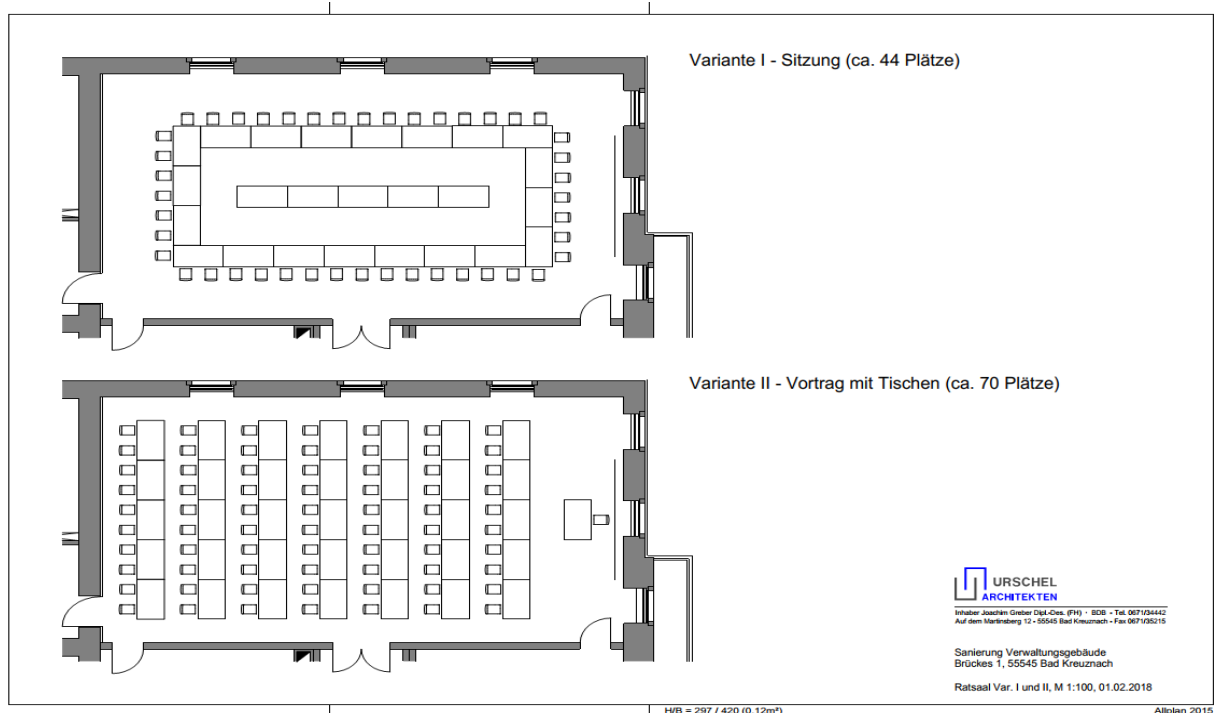 Variante I - Sitzung (ca. 44 Plätze)
Variante II - Vortrag mit Tischen (ca. 70 Plätze)
URSCHEL
ARCHITEKTEN
Inhaber Joachim Greber Dipl.-Des. (FH) · BDB - Tel. 0671/34442
Auf dem Martinsberg 12 - 55545 Bad Kreuznach - Fax 0671/35215
Sanierung Verwaltungsgebäude
Brückes 1, 55545 Bad Kreuznach
Ratsaal Var. I und II, M 1:100, 01.02.2018
H/B = 297 / 420 (0.12m²)
Allplan 2015